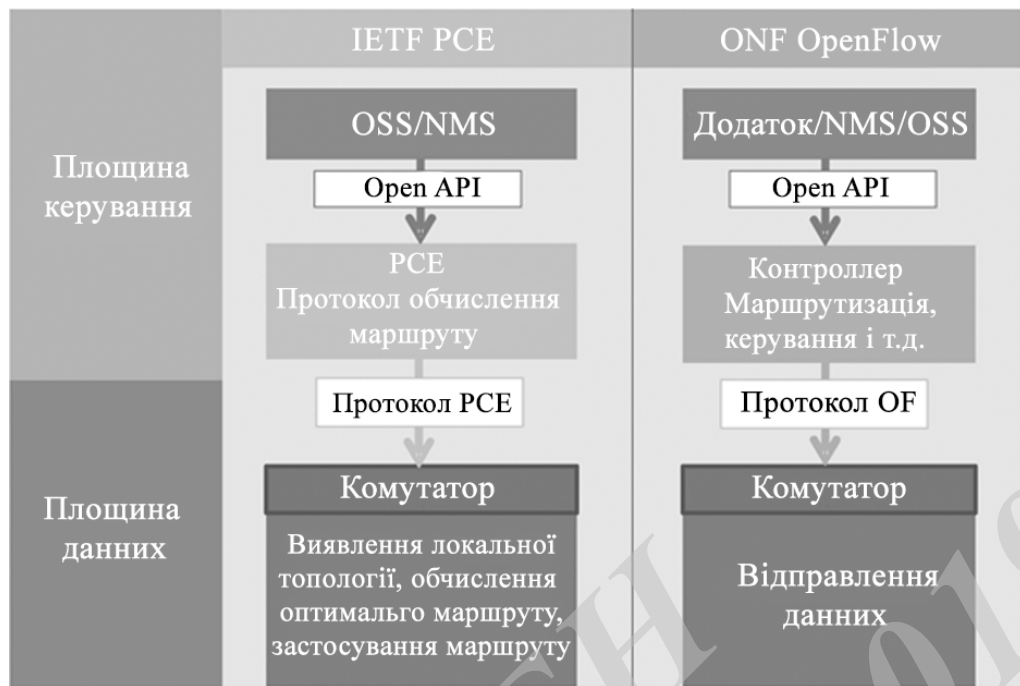 IETF PCE
ONF OpenFlow
Площина
керування
OSS/NMS
Open API
PCE
Протокол обчислення
маршруту
Протокол PCE
Додаток/NMS/OSS
Open API
Контроллер
Маршрутизація,
керування і т.д.
Протокол OF
Площина
данних
Комутатор
Виявлення локальної
топології, обчислення
оптимальго маршруту,
застосування маршруту
Комутатор
Відправлення
данних